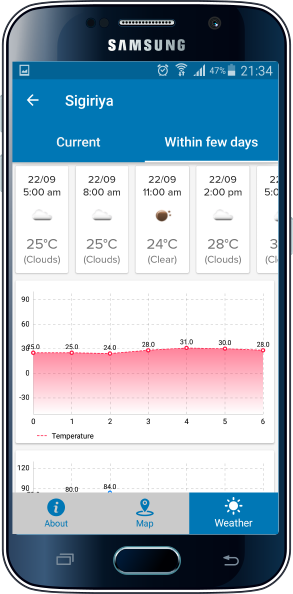 SAMSUNG
47% 21:34
Sigiriya
Current Within few days
22/09 22/09 22/09 22/09 22
5:00 am 8:00 am 11:00 am 2:00 pm 5:0
25°C 25°C 24°C 28°C 3
(Clouds) (Clouds) (Clear) (Clouds) (Cl
90
60
30
0
-30
25.0 25.0 24.0 28.0 31.0 30.0 28.0
0 1 2 3 4 5 6
Temperature
120
90
80.0 84.0
About Map Weather